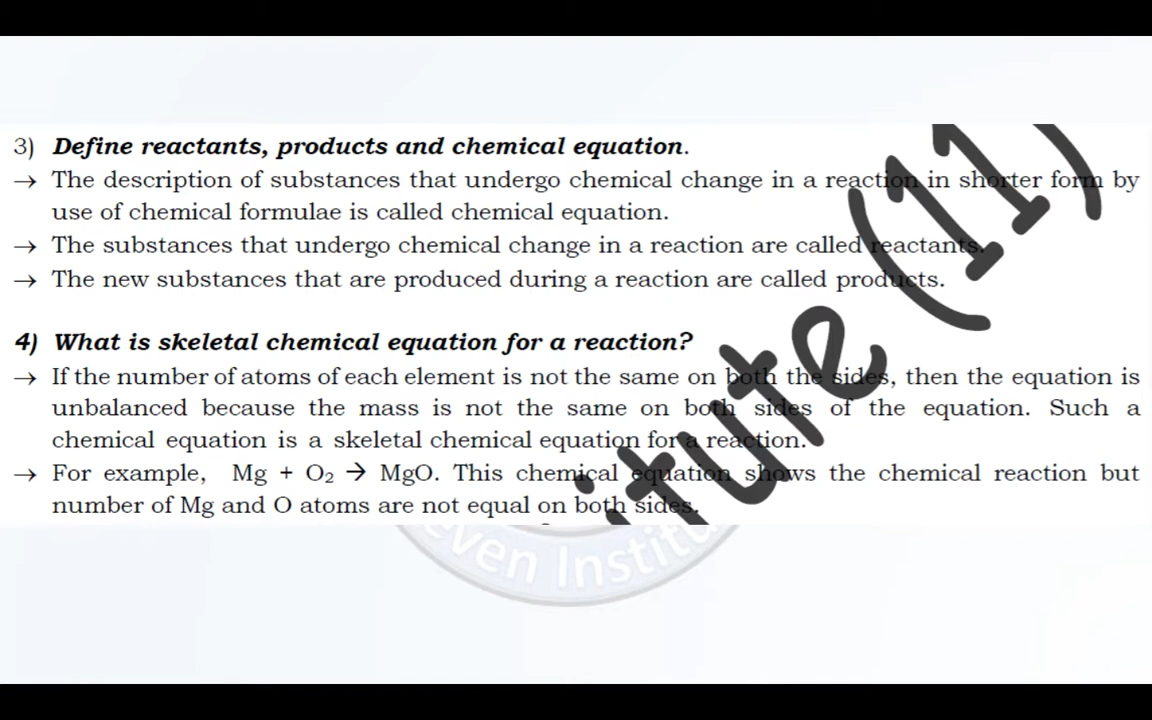 3) Define reactants, products and chemical equation.
→ The description of substances that undergo chemical change in a reaction in shorter form by
use of chemical formulae is called chemical equation.
→ The substances that undergo chemical change in a reaction are called reactants.
→ The new substances that are produced during a reaction are called products.
4) What is skeletal chemical equation for a reaction?
→ If the number of atoms of each element is not the same on both the sides, then the equation is
unbalanced because the mass is not the same on both sides of the equation. Such a
chemical equation is a skeletal chemical equation for a reaction.
→ For example, Mg + O₂ → MgO. This chemical equation shows the chemical reaction but
number of Mg and O atoms are not equal on both sides.
itute (11)
even Institu